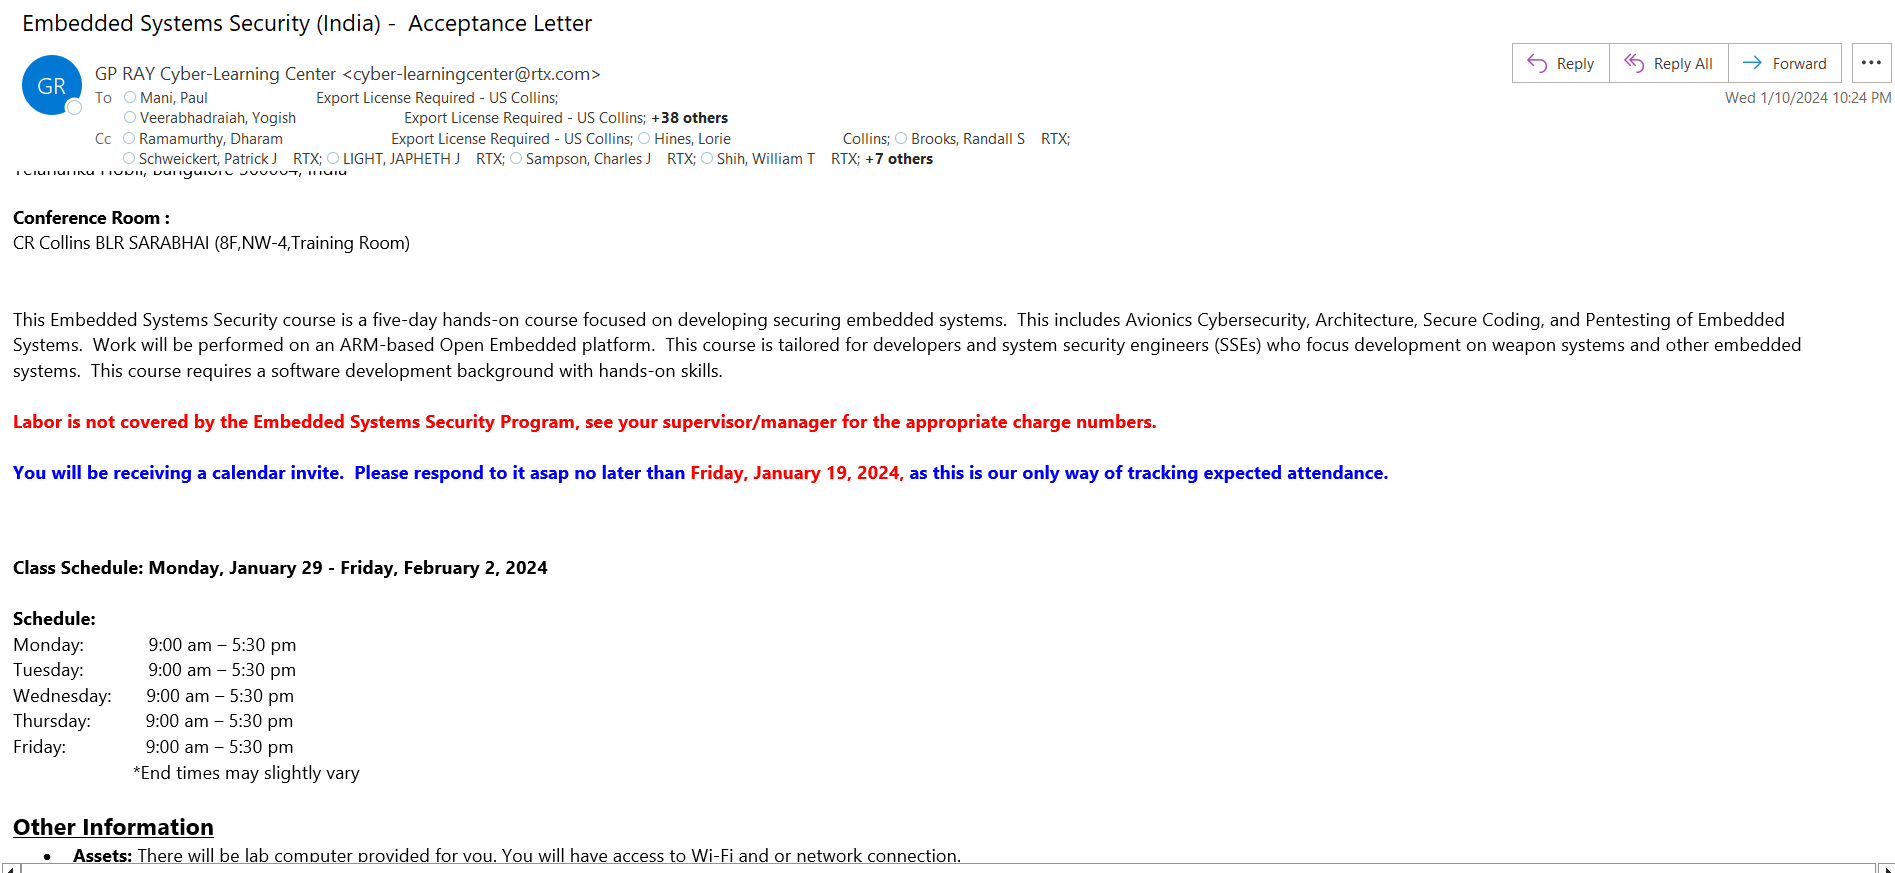 Embedded Systems Security (India) - Acceptance Letter
GR
GP RAY Cyber-Learning Center <cyber-learningcenter@rtx.com>
Reply
Reply All
Forward
Wed 1/10/2024 10:24 PM
To Mani, Paul Export License Required - US Collins;
Veerabhadraiah, Yogish Export License Required - US Collins; +38 others
Cc Ramamurthy, Dharam Export License Required - US Collins; Hines, Lorie Collins; Brooks, Randall S RTX;
Schweickert, Patrick J RTX; LIGHT, JAPHETH J RTX; Sampson, Charles J RTX; Shih, William T RTX; +7 others
Yelahanka Hobli, Bangalore 560064, India
Conference Room :
CR Collins BLR SARABHAI (8F,NW-4,Training Room)
This Embedded Systems Security course is a five-day hands-on course focused on developing securing embedded systems. This includes Avionics Cybersecurity, Architecture, Secure Coding, and Pentesting of Embedded
Systems. Work will be performed on an ARM-based Open Embedded platform. This course is tailored for developers and system security engineers (SSEs) who focus development on weapon systems and other embedded
systems. This course requires a software development background with hands-on skills.
Labor is not covered by the Embedded Systems Security Program, see your supervisor/manager for the appropriate charge numbers.
You will be receiving a calendar invite. Please respond to it asap no later than Friday, January 19, 2024, as this is our only way of tracking expected attendance.
Class Schedule: Monday, January 29 - Friday, February 2, 2024
Schedule:
Monday: 9:00 am – 5:30 pm
Tuesday: 9:00 am – 5:30 pm
Wednesday: 9:00 am – 5:30 pm
Thursday: 9:00 am – 5:30 pm
Friday: 9:00 am – 5:30 pm
*End times may slightly vary
Other Information
• Assets: There will be lab computer provided for you. You will have access to Wi-Fi and or network connection.